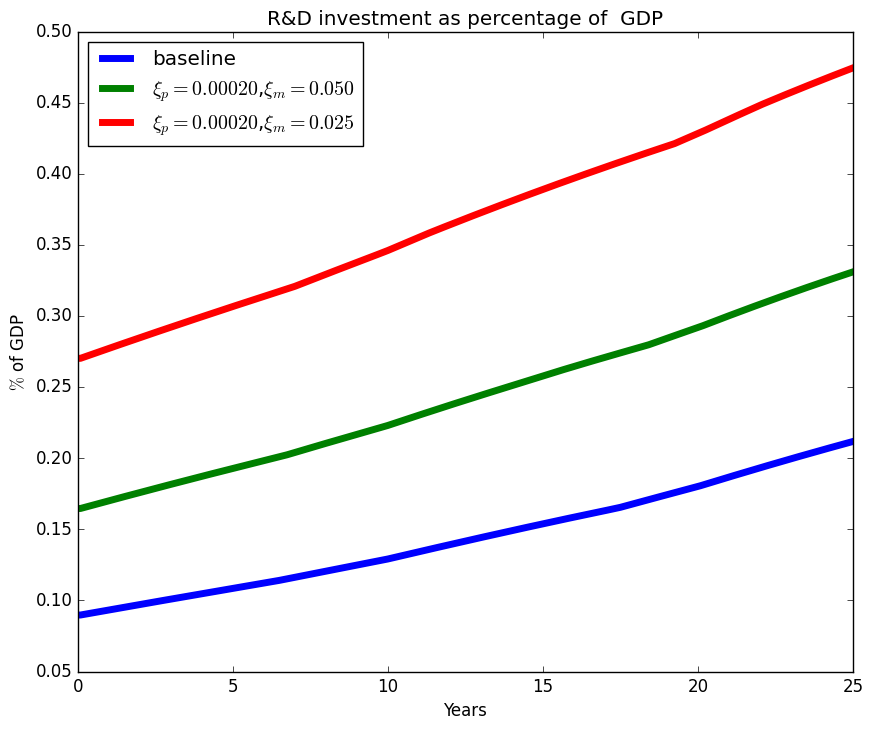 R&D investment as percentage of  GDP
baseline
ξp = 0.00020,ξm = 0.050
ξp = 0.00020,ξm = 0.025
0.50
0.45
0.40
0.35
0.30
0.25
0.20
0.15
0.10
0.05
% of GDP
0 5 10 15 20 25
Years